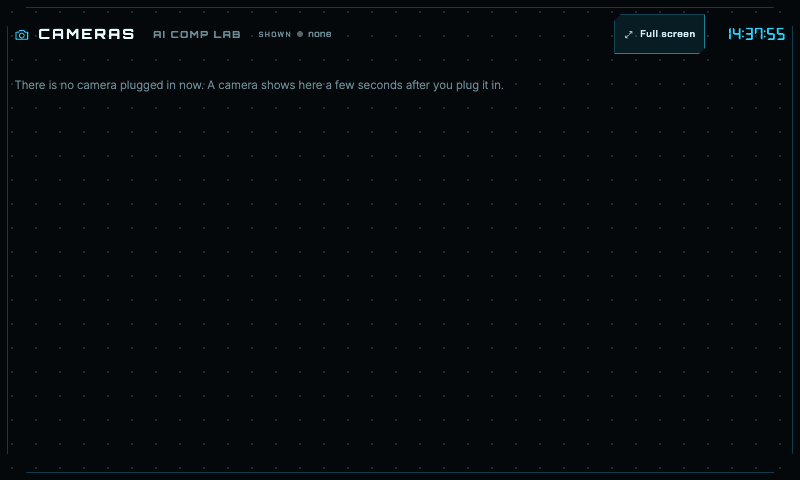 CAMERAS AI COMP LAB SHOWN none Full screen 14:37:55
There is no camera plugged in now. A camera shows here a few seconds after you plug it in.